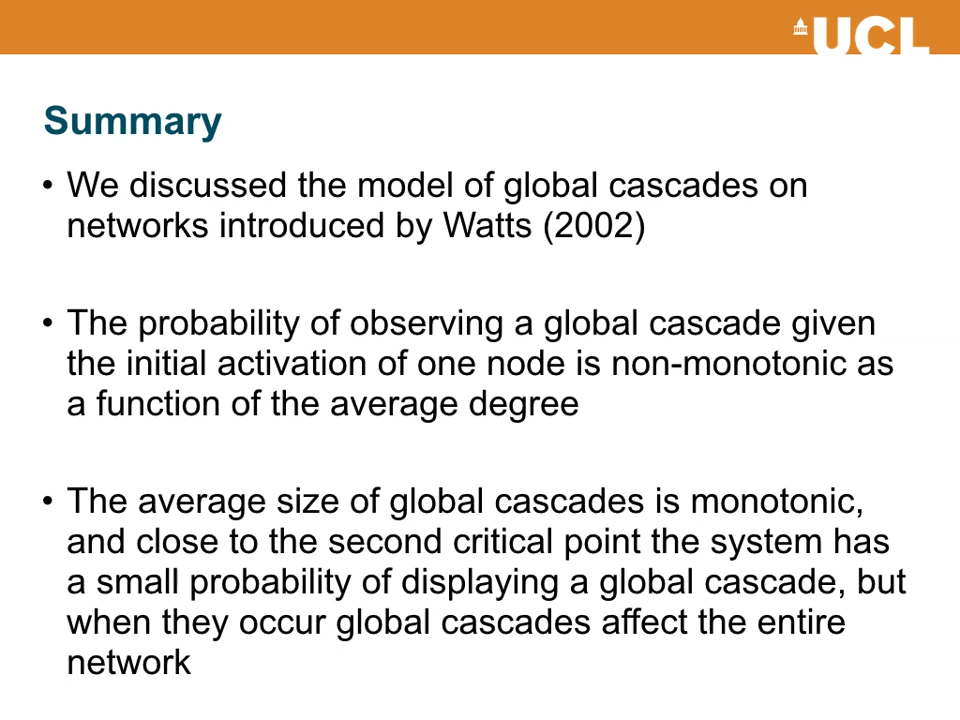 UCL
Summary
• We discussed the model of global cascades on
networks introduced by Watts (2002)
• The probability of observing a global cascade given
the initial activation of one node is non-monotonic as
a function of the average degree
• The average size of global cascades is monotonic,
and close to the second critical point the system has
a small probability of displaying a global cascade, but
when they occur global cascades affect the entire
network